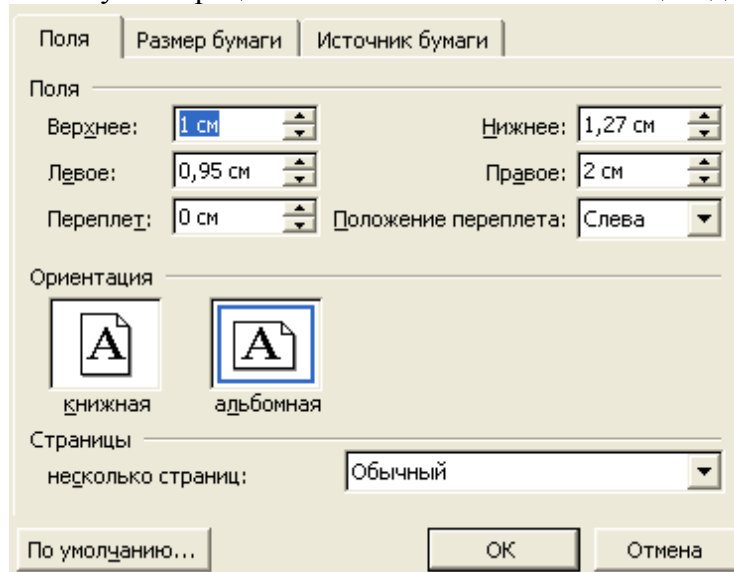 Поля Размер бумаги Источник бумаги
Поля
Верхнее: 1 см Нижнее: 1,27 см
Левое: 0,95 см Правое: 2 см
Переплет: 0 см Положение переплета: Слева
Ориентация
A A
книжная альбомная
Страницы
несколько страниц: Обычный
По умолчанию... ОК Отмена